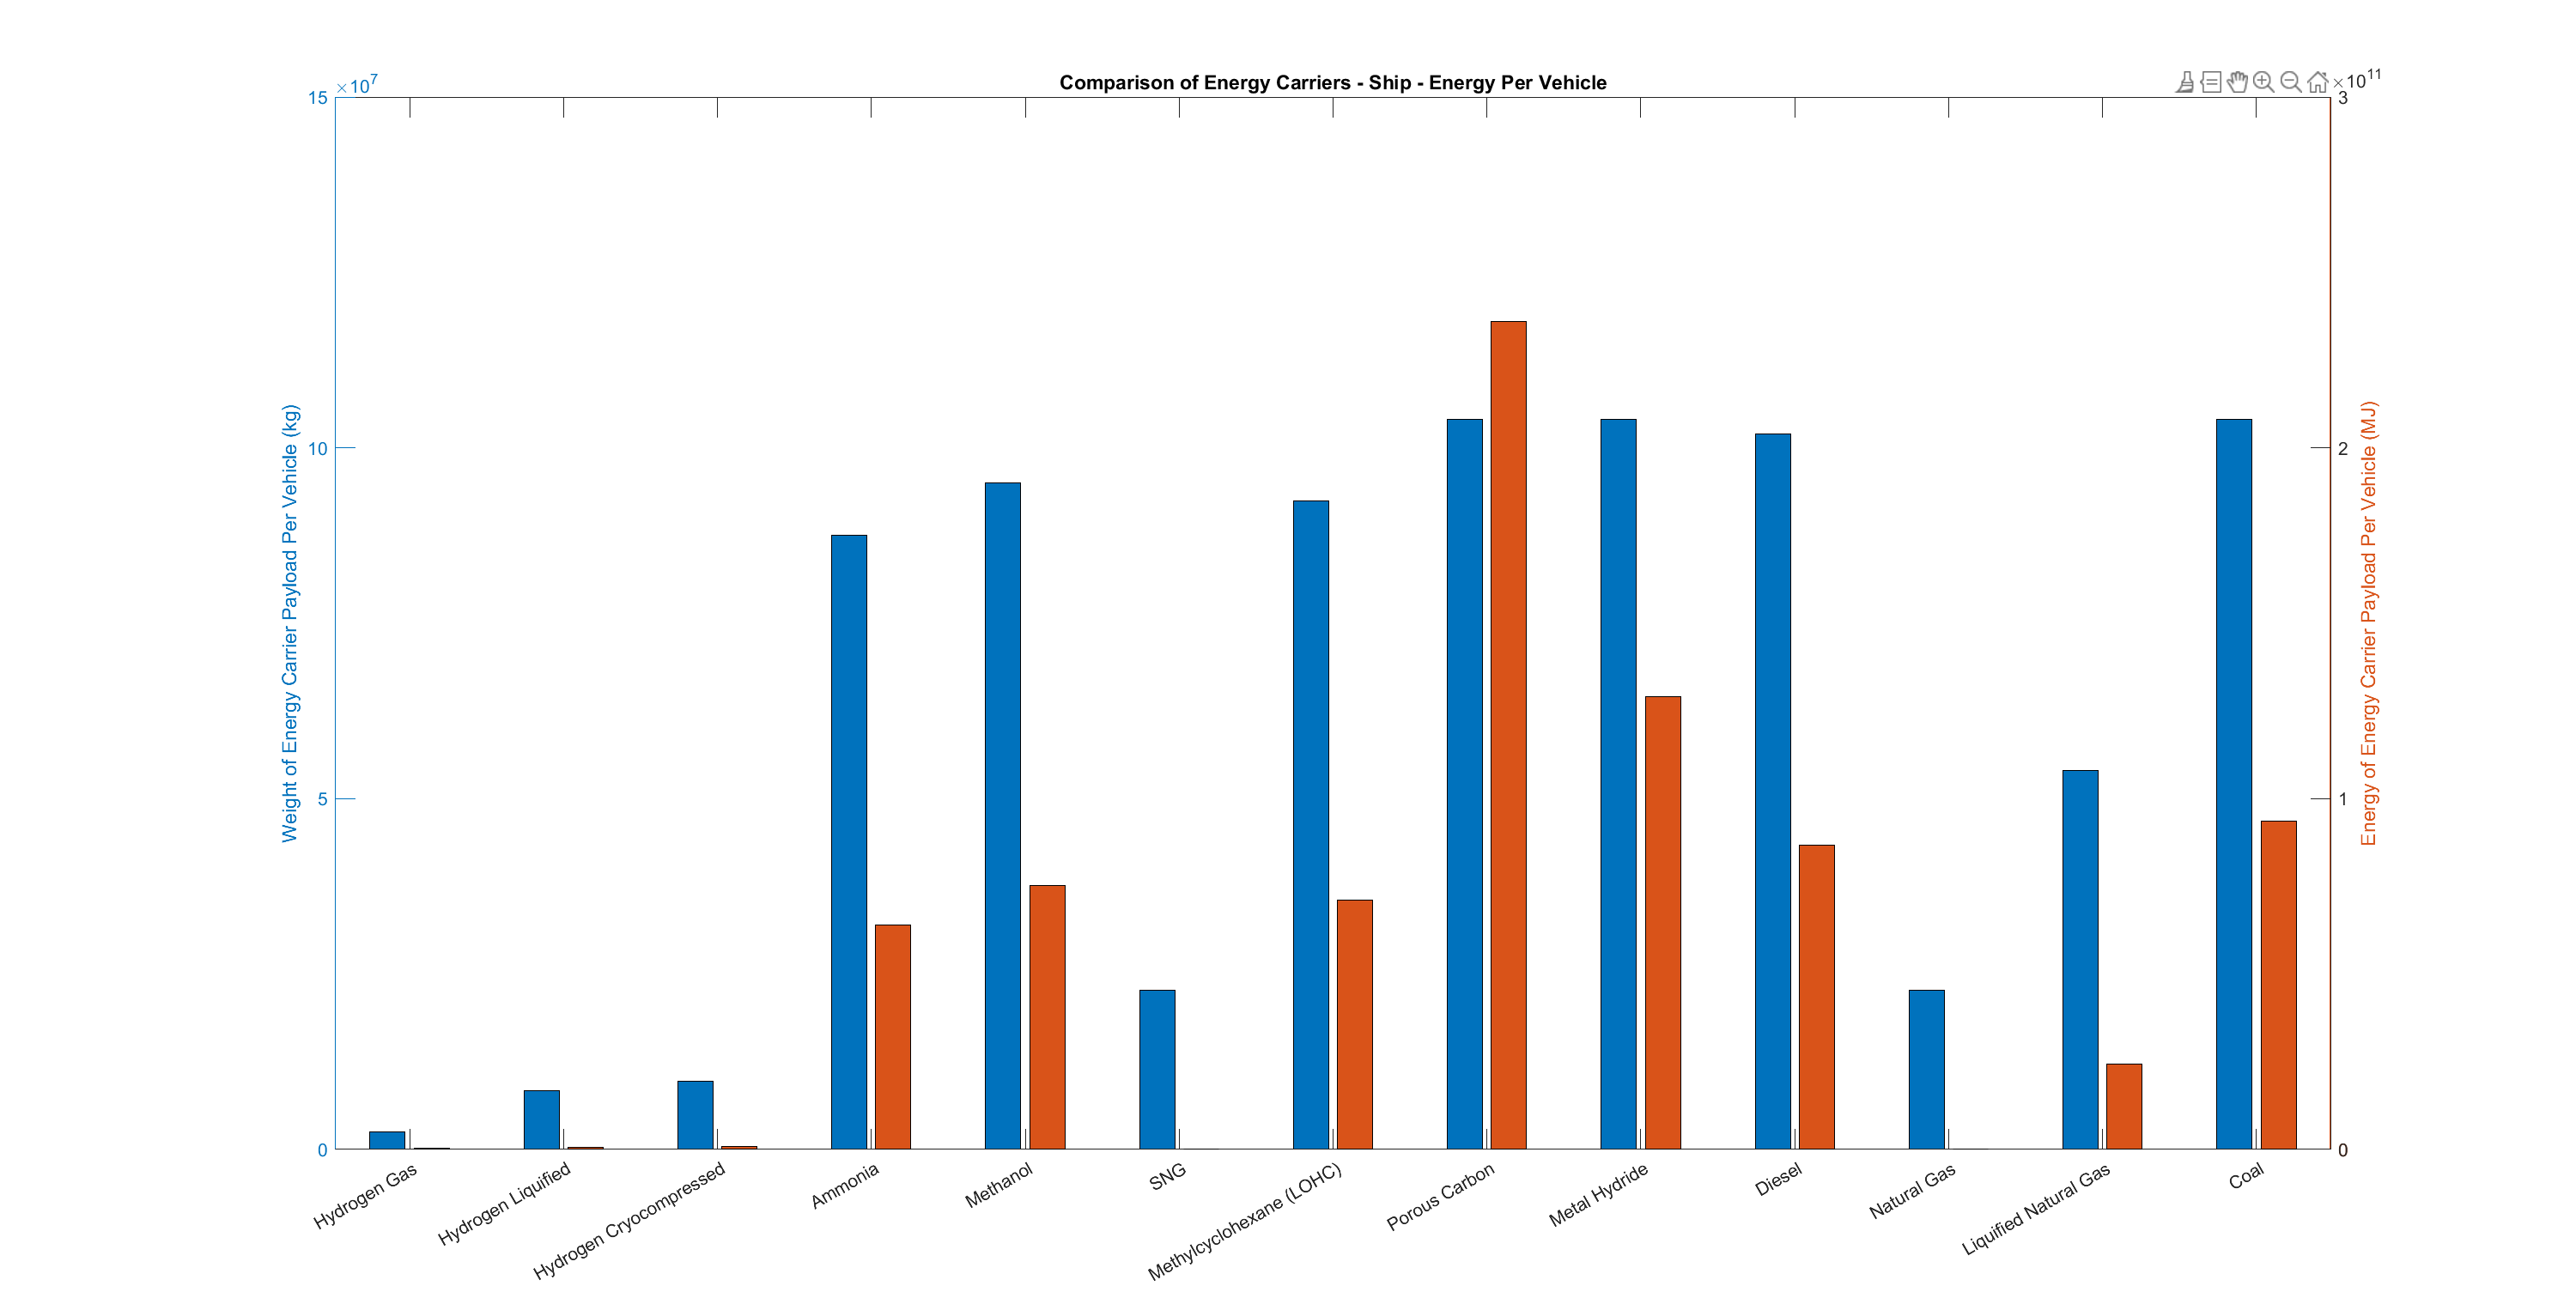 Comparison of Energy Carriers - Ship - Energy Per Vehicle
×10^7
×10^11
15
10
5
0
3
2
1
0
Weight of Energy Carrier Payload Per Vehicle (kg)
Energy of Energy Carrier Payload Per Vehicle (MJ)
Hydrogen Gas
Hydrogen Liquified
Hydrogen Cryocompressed
Ammonia
Methanol
SNG
Methylcyclohexane (LOHC)
Porous Carbon
Metal Hydride
Diesel
Natural Gas
Liquified Natural Gas
Coal